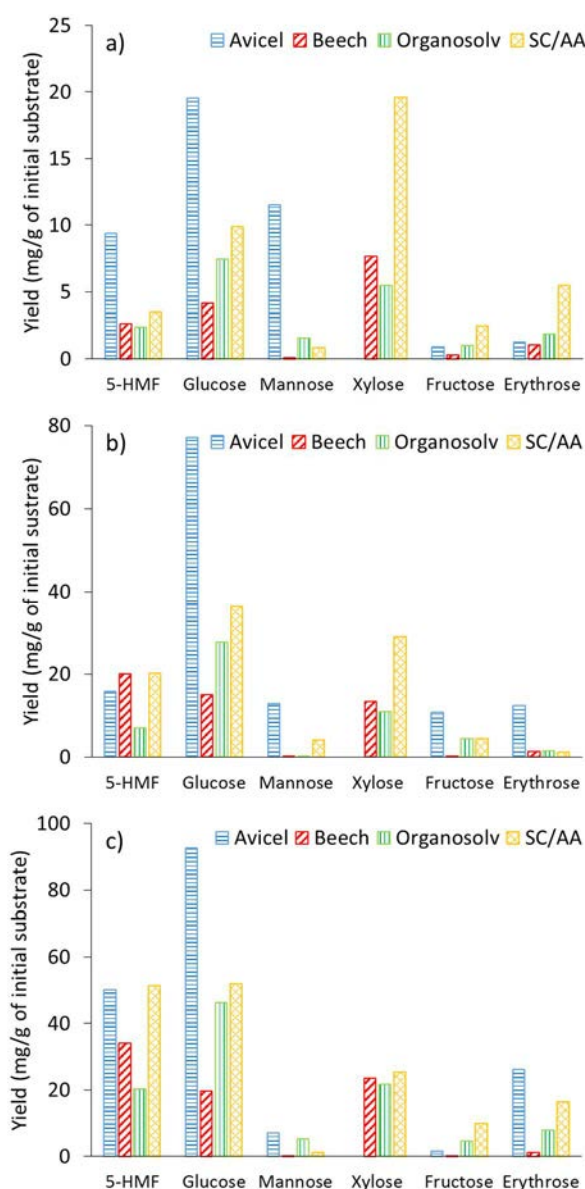 a)
Avicel Beech Organosolv SC/AA
Yield (mg/g of initial substrate)
25
20
15
10
5
0
5-HMF Glucose Mannose Xylose Fructose Erythrose
b)
Avicel Beech Organosolv SC/AA
Yield (mg/g of initial sustrate)
80
60
40
20
0
5-HMF Glucose Mannose Xylose Fructose Erythrose
c)
Avicel Beech Organosolv SC/AA
Yield (mg/g of initial substrate)
100
80
60
40
20
0
5-HMF Glucose Mannose Xylose Fructose Erythrose